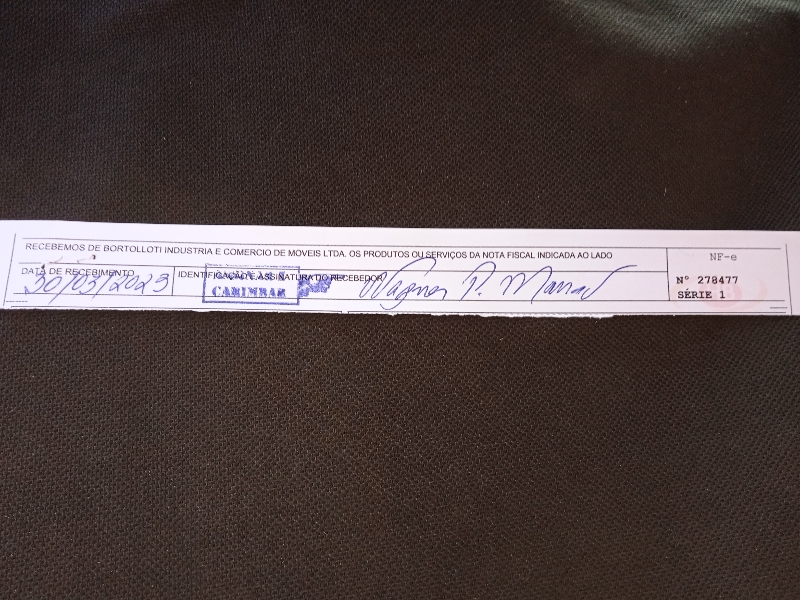 RECEBEMOS DE BORTOLLOTI INDUSTRIA E COMERCIO DE MOVEIS LTDA. OS PRODUTOS OU SERVIÇOS DA NOTA FISCAL INDICADA AO LADO
NF-e
DATA DE RECEBIMENTO
IDENTIFICAÇÃO E ASSINATURA DO RECEBEDOR
30/03/2023
CARIMBAR
Wagner P.
Nº 278477
SÉRIE 1